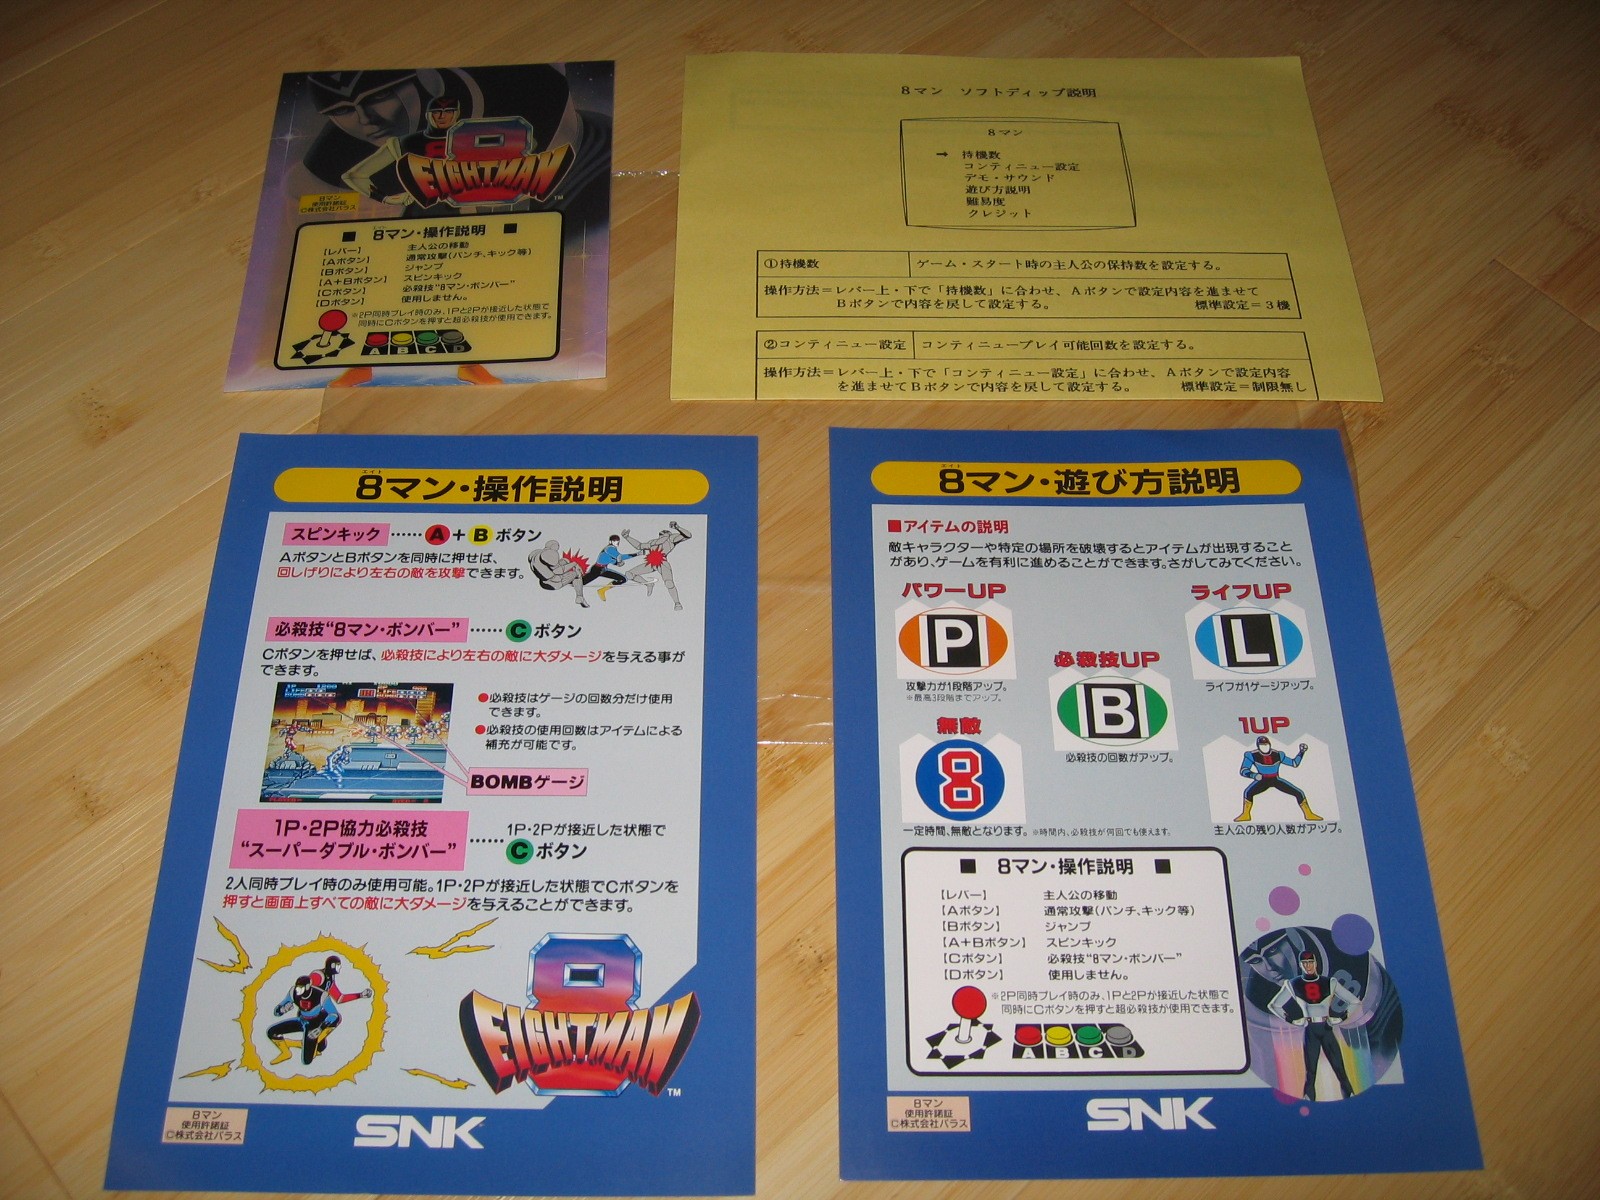 8
EIGHTMAN
TM
8マン
使用許諾証
©株式会社パラス
エイト
■ 8マン・操作説明 ■
【レバー】 主人公の移動
【Aボタン】 通常攻撃(パンチ、キック等)
【Bボタン】 ジャンプ
【A+Bボタン】 スピンキック
【Cボタン】 必殺技“8マン・ボンバー”
【Dボタン】 使用しません。
※2P同時プレイ時のみ、1Pと2Pが接近した状態で
同時にCボタンを押すと超必殺技が使用できます。
A B C D
8マン ソフトディップ説明
8マン
→ 持機数
コンティニュー設定
デモ・サウンド
遊び方説明
難易度
クレジット
①持機数 ゲーム・スタート時の主人公の保持数を設定する。
操作方法=レバー上・下で「持機数」に合わせ、Aボタンで設定内容を進ませて
Bボタンで内容を戻して設定する。 標準設定=3機
②コンティニュー設定 コンティニュープレイ可能回数を設定する。
操作方法=レバー上・下で「コンティニュー設定」に合わせ、Aボタンで設定内容
を進ませてBボタンで内容を戻して設定する。 標準設定=制限無し
エイト
8マン・操作説明
スピンキック……A+Bボタン
AボタンとBボタンを同時に押せば、
回しげりにより左右の敵を攻撃できます。
必殺技“8マン・ボンバー”……Cボタン
Cボタンを押せば、必殺技により左右の敵に大ダメージを与える事が
できます。
●必殺技はゲージの回数分だけ使用
できます。
●必殺技の使用回数はアイテムによる
補充が可能です。
BOMBゲージ
1P・2P協力必殺技
“スーパーダブル・ボンバー”
……
1P・2Pが接近した状態で
Cボタン
2人同時プレイ時のみ使用可能。1P・2Pが接近した状態でCボタンを
押すと画面上すべての敵に大ダメージを与えることができます。
8
EIGHTMAN
TM
8マン
使用許諾証
©株式会社パラス
SNK
エイト
8マン・遊び方説明
■アイテムの説明
敵キャラクターや特定の場所を破壊するとアイテムが出現すること
があり、ゲームを有利に進めることができます。さがしてみてください。
パワーUP
P
攻撃力が1段階アップ。
※最高3段階までアップ。
必殺技UP
B
必殺技の回数がアップ。
ライフUP
L
ライフが1ゲージアップ。
無敵
8
一定時間、無敵となります。※時間内、必殺技が何回でも使えます。
1UP
主人公の残り人数がアップ。
■ 8マン・操作説明 ■
【レバー】 主人公の移動
【Aボタン】 通常攻撃(パンチ、キック等)
【Bボタン】 ジャンプ
【A+Bボタン】 スピンキック
【Cボタン】 必殺技“8マン・ボンバー”
【Dボタン】 使用しません。
※2P同時プレイ時のみ、1Pと2Pが接近した状態で
同時にCボタンを押すと超必殺技が使用できます。
A B C D
8マン
使用許諾証
©株式会社パラス
SNK